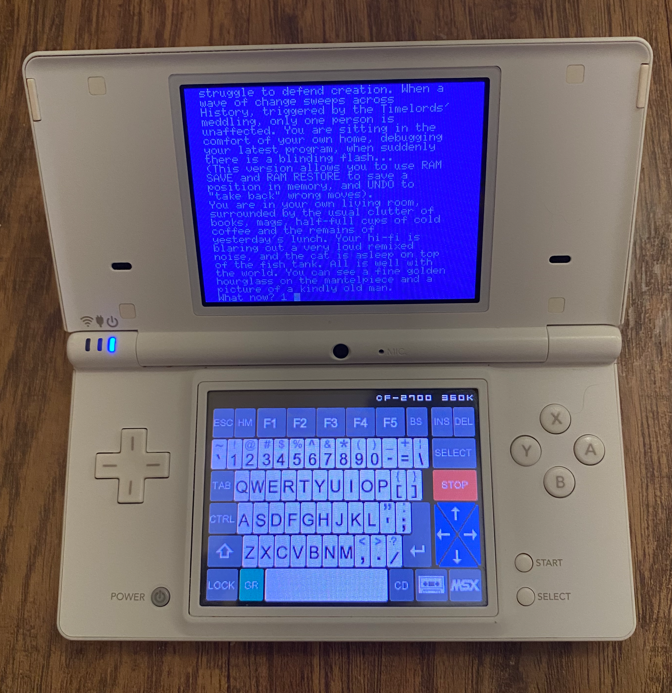 struggle to defend creation. When a
wave of change sweeps across
History, triggered by the Timelords'
meddling, only one person is
unaffected. You are sitting in the
comfort of your own home, debugging
your latest program, when suddenly
there is a blinding flash...
(This version allows you to use RAM
SAVE and RAM RESTORE to save a
position in memory, and UNDO to
"take back" wrong moves).
You are in your own living room,
surrounded by the usual clutter of
books, mags, half-full cups of cold
coffee and the remains of
yesterday's lunch. Your hi-fi is
blaring out a very loud remixed
noise, and the cat is asleep on top
of the fish tank. All is well with
the world. You can see a fine golden
hourglass on the mantelpiece and a
picture of a kindly old man.
What now? i
MIC.
CF-2700 360K
ESC HM F1 F2 F3 F4 F5 BS INS DEL
~ ! @ # $ % ^ & * ( ) _ + |
` 1 2 3 4 5 6 7 8 9 0 - = \ SELECT
TAB Q W E R T Y U I O P { [ } ] STOP
CTRL A S D F G H J K L " ' : ;
Z X C V B N M < , > . ? /
LOCK GR CD MSX
X
Y A
B
START
SELECT
POWER